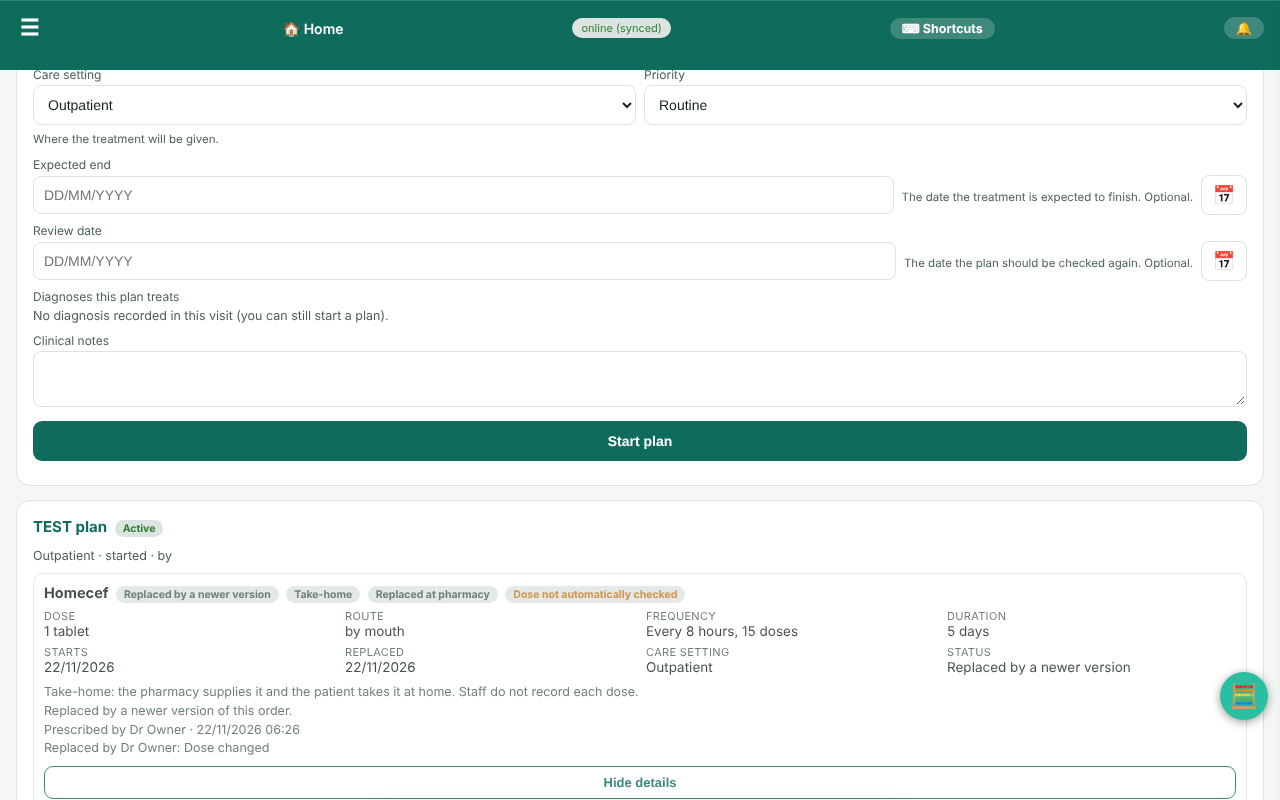 ☰
🏠 Home
online (synced)
⌨ Shortcuts
🔔
Care setting
Priority
Outpatient
Routine
Where the treatment will be given.
Expected end
DD/MM/YYYY
The date the treatment is expected to finish. Optional.
Review date
DD/MM/YYYY
The date the plan should be checked again. Optional.
Diagnoses this plan treats
No diagnosis recorded in this visit (you can still start a plan).
Clinical notes
Start plan
TEST plan Active
Outpatient · started · by
Homecef Replaced by a newer version Take-home Replaced at pharmacy Dose not automatically checked
DOSE ROUTE FREQUENCY DURATION
1 tablet by mouth Every 8 hours, 15 doses 5 days
STARTS REPLACED CARE SETTING STATUS
22/11/2026 22/11/2026 Outpatient Replaced by a newer version
Take-home: the pharmacy supplies it and the patient takes it at home. Staff do not record each dose.
Replaced by a newer version of this order.
Prescribed by Dr Owner · 22/11/2026 06:26
Replaced by Dr Owner: Dose changed
Hide details